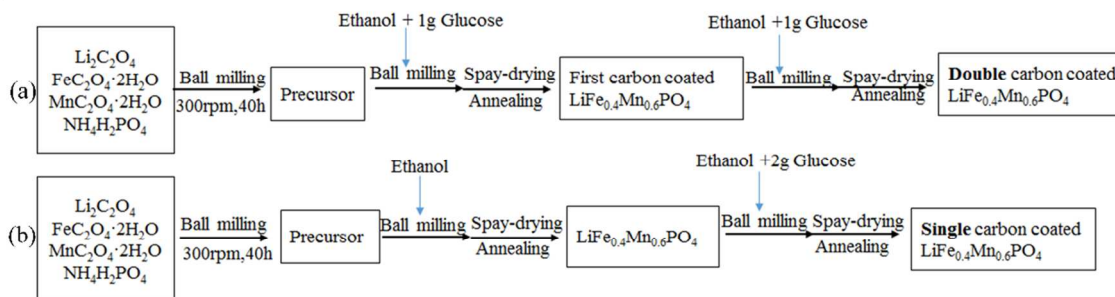 (a)
Li₂C₂O₄
FeC₂O₄·2H₂O
MnC₂O₄·2H₂O
NH₄H₂PO₄
Ball milling
300rpm,40h
Precursor
Ethanol + 1g Glucose
Ball milling Spay-drying
Annealing
First carbon coated
LiFe₀.₄Mn₀.₆PO₄
Ethanol +1g Glucose
Ball milling Spay-drying
Annealing
Double carbon coated
LiFe₀.₄Mn₀.₆PO₄
(b)
Li₂C₂O₄
FeC₂O₄·2H₂O
MnC₂O₄·2H₂O
NH₄H₂PO₄
Ball milling
300rpm,40h
Precursor
Ethanol
Ball milling Spay-drying
Annealing
LiFe₀.₄Mn₀.₆PO₄
Ethanol +2g Glucose
Ball milling Spay-drying
Annealing
Single carbon coated
LiFe₀.₄Mn₀.₆PO₄